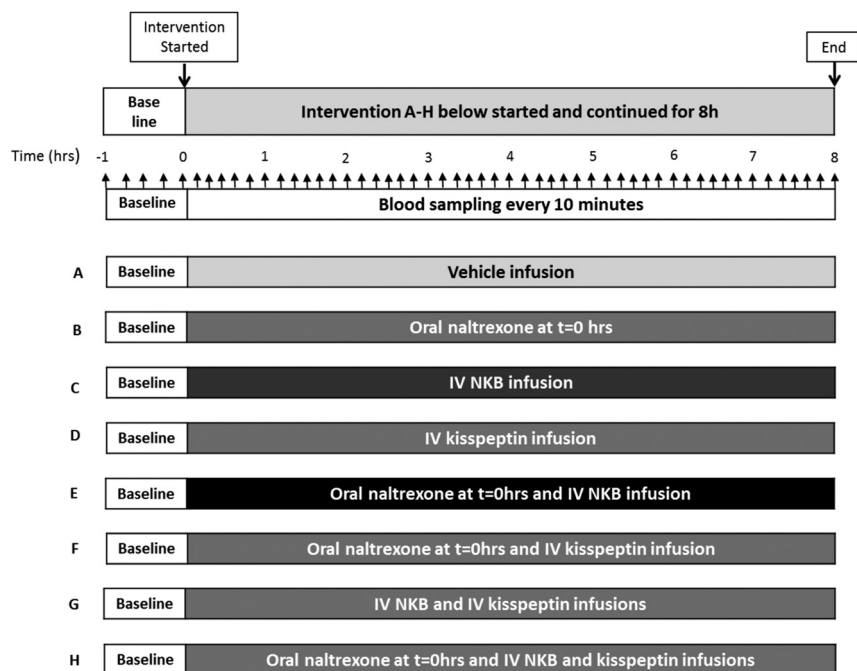 Intervention
Started
End
Base
line
Intervention A-H below started and continued for 8h
Time (hrs)
-1 0 1 2 3 4 5 6 7 8
Baseline Blood sampling every 10 minutes
A Baseline Vehicle infusion
B Baseline Oral naltrexone at t=0 hrs
C Baseline IV NKB infusion
D Baseline IV kisspeptin infusion
E Baseline Oral naltrexone at t=0hrs and IV NKB infusion
F Baseline Oral naltrexone at t=0hrs and IV kisspeptin infusion
G Baseline IV NKB and IV kisspeptin infusions
H Baseline Oral naltrexone at t=0hrs and IV NKB and kisspeptin infusions